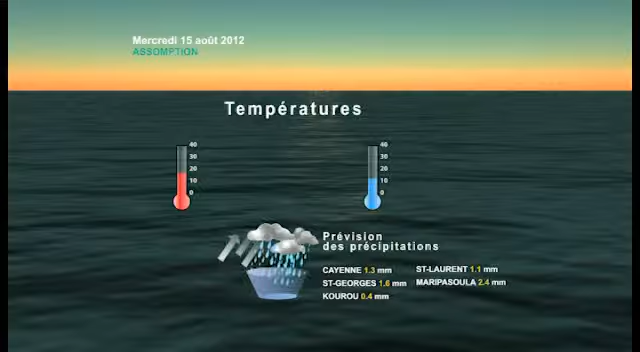 Mercredi 15 août 2012
ASSOMPTION
Températures
40
30
20
10
0
40
30
20
10
0
Prévision
des précipitations
CAYENNE 1.3 mm
ST-LAURENT 1.1 mm
ST-GEORGES 1.6 mm
MARIPASOULA 2.4 mm
KOUROU 0.4 mm